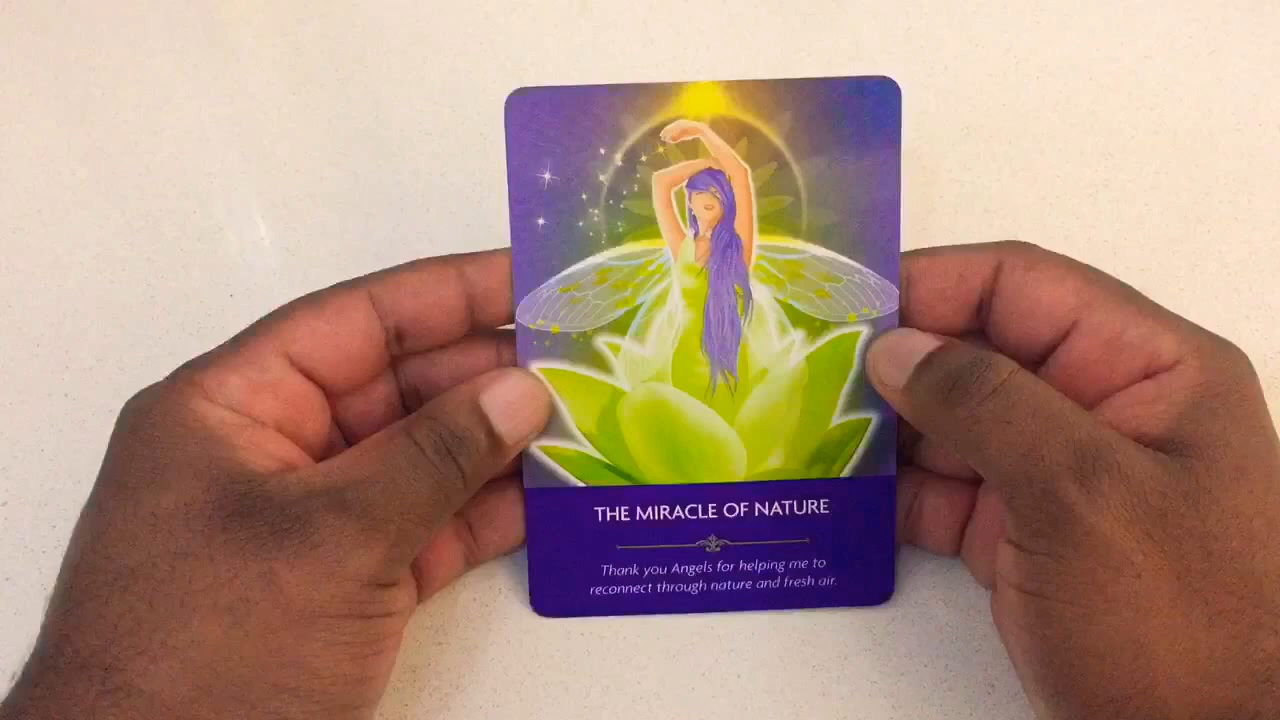 THE MIRACLE OF NATURE
Thank you Angels for helping me to
reconnect through nature and fresh air.